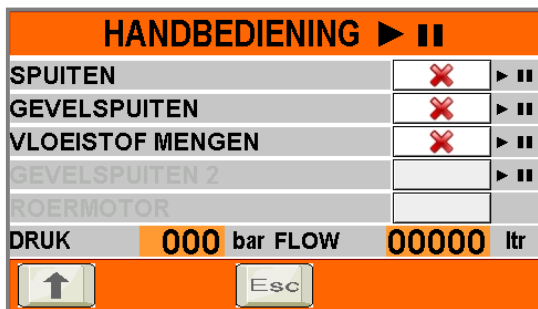 HANDBEDIENING
SPUITEN
GEVELSPUITEN
VLOEISTOF MENGEN
GEVELSPUITEN 2
ROERMOTOR
DRUK 000 bar FLOW 00000 ltr
Esc